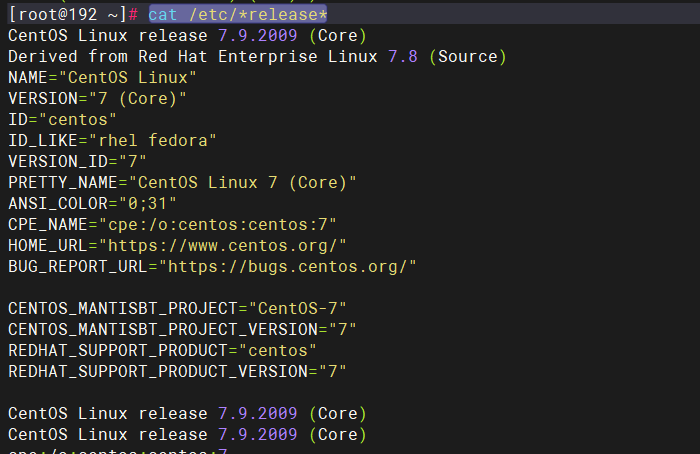 [root@192 ~]# cat /etc/*release*
CentOS Linux release 7.9.2009 (Core)
Derived from Red Hat Enterprise Linux 7.8 (Source)
NAME="CentOS Linux"
VERSION="7 (Core)"
ID="centos"
ID_LIKE="rhel fedora"
VERSION_ID="7"
PRETTY_NAME="CentOS Linux 7 (Core)"
ANSI_COLOR="0;31"
CPE_NAME="cpe:/o:centos:centos:7"
HOME_URL="https://www.centos.org/"
BUG_REPORT_URL="https://bugs.centos.org/"

CENTOS_MANTISBT_PROJECT="CentOS-7"
CENTOS_MANTISBT_PROJECT_VERSION="7"
REDHAT_SUPPORT_PRODUCT="centos"
REDHAT_SUPPORT_PRODUCT_VERSION="7"

CentOS Linux release 7.9.2009 (Core)
CentOS Linux release 7.9.2009 (Core)
cpe:/o:centos:centos:7